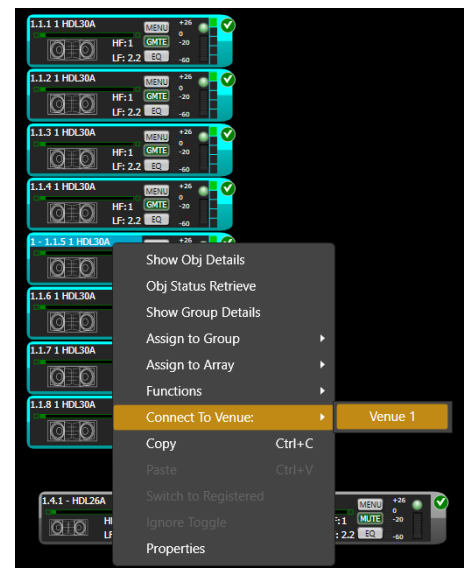 1.1.1 1 HDL30A
MENU +26
0
HF:1 GMTE -20
LF: 2.2 EQ -60
1.1.2 1 HDL30A
MENU +26
0
HF:1 GMTE -20
LF: 2.2 EQ -60
1.1.3 1 HDL30A
MENU +26
0
HF:1 GMTE -20
LF: 2.2 EQ -60
1.1.4 1 HDL30A
MENU +26
0
HF:1 GMTE -20
LF: 2.2 EQ -60
1 - 1.1.5 1 HDL30A
+26
1.1.6 1 HDL30A
1.1.7 1 HDL30A
1.1.8 1 HDL30A
Show Obj Details
Obj Status Retrieve
Show Group Details
Assign to Group
Assign to Array
Functions
Connect To Venue: Venue 1
Copy Ctrl+C
Paste Ctrl+V
Switch to Registered
Ignore Toggle
Properties
1.4.1 - HDL26A
MENU +26
0
:1 MUTE -20
: 2.2 EQ -60